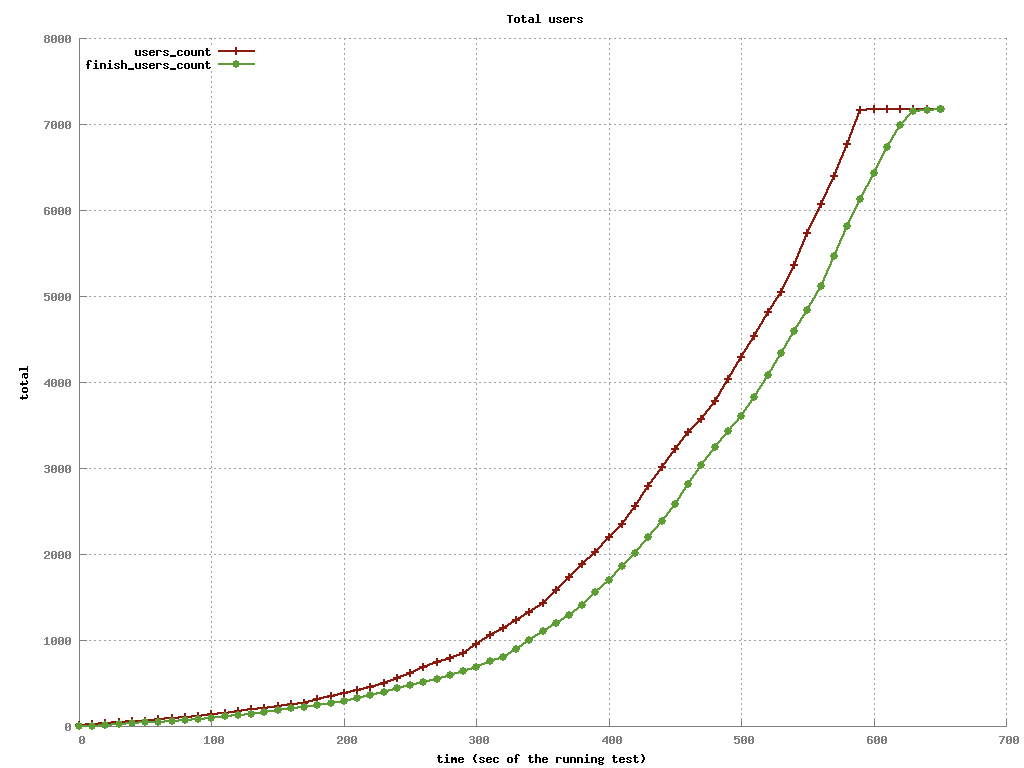 Total users
8000
users_count
finish_users_count
7000
6000
5000
total
4000
3000
2000
1000
0
0 100 200 300 400 500 600 700
time (sec of the running test)